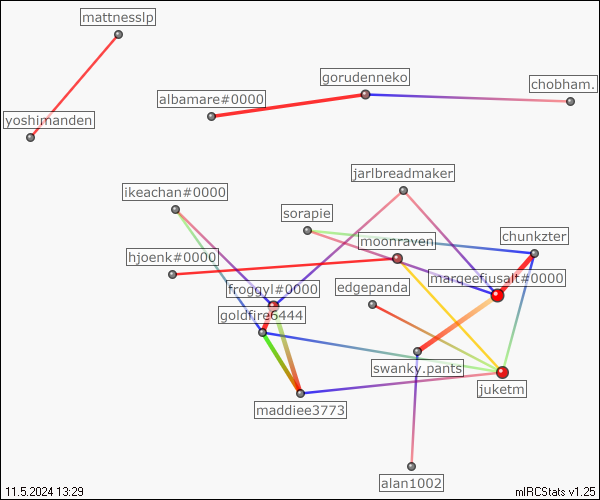 mattnesslp
gorudenneko
chobham.
albamare#0000
yoshimanden
jarlbreadmaker
ikeachan#0000
sorapie
chunkzter
moonraven
hjoenk#0000
marqeefiusalt#0000
froggyl#0000
edgepanda
goldfire6444
swanky.pants
juketm
maddiee3773
alan1002
11.5.2024 13:29
mIRCStats v1.25